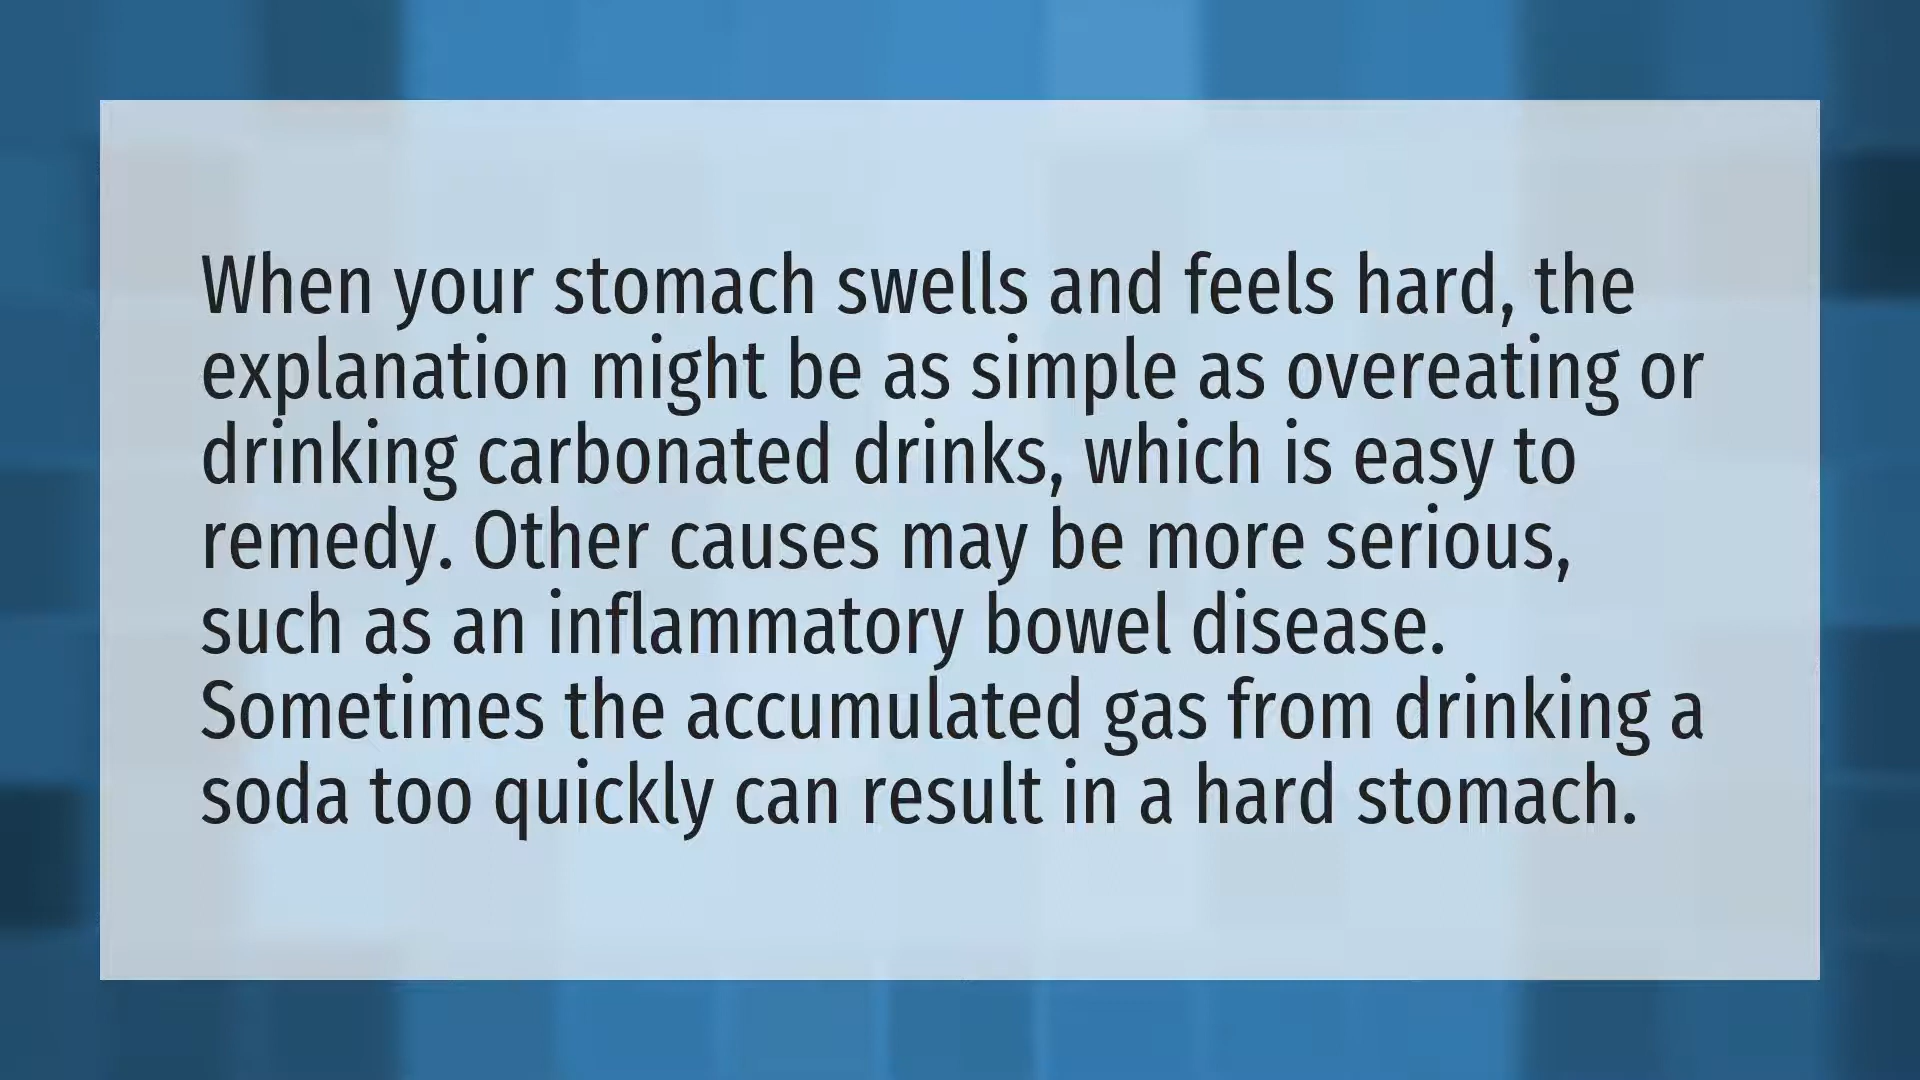 When your stomach swells and feels hard, the
explanation might be as simple as overeating or
drinking carbonated drinks, which is easy to
remedy. Other causes may be more serious,
such as an inflammatory bowel disease.
Sometimes the accumulated gas from drinking a
soda too quickly can result in a hard stomach.